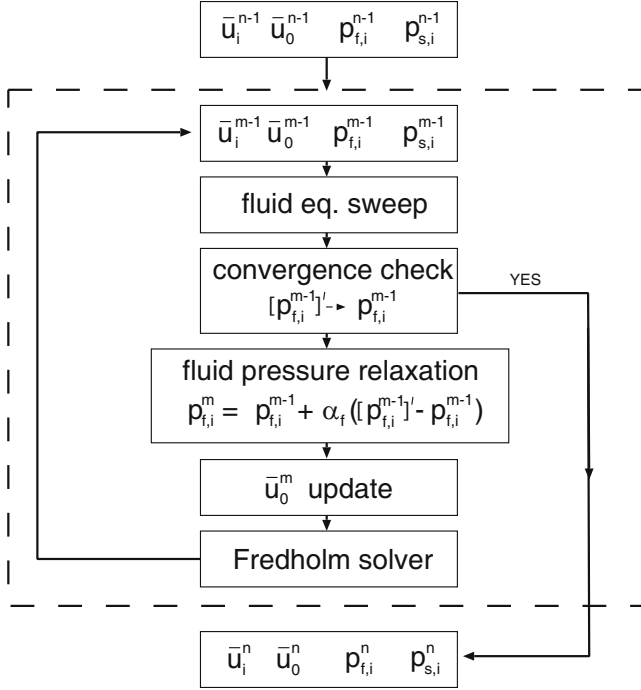 ū_i^{n-1} ū_0^{n-1} p_{f,i}^{n-1} p_{s,i}^{n-1}
ū_i^{m-1} ū_0^{m-1} p_{f,i}^{m-1} p_{s,i}^{m-1}
fluid eq. sweep
convergence check
[p_{f,i}^{m-1}]' → p_{f,i}^{m-1}
YES
fluid pressure relaxation
p_{f,i}^{m} = p_{f,i}^{m-1} + α_f ([p_{f,i}^{m-1}]' - p_{f,i}^{m-1})
ū_0^{m} update
Fredholm solver
ū_i^{n} ū_0^{n} p_{f,i}^{n} p_{s,i}^{n}